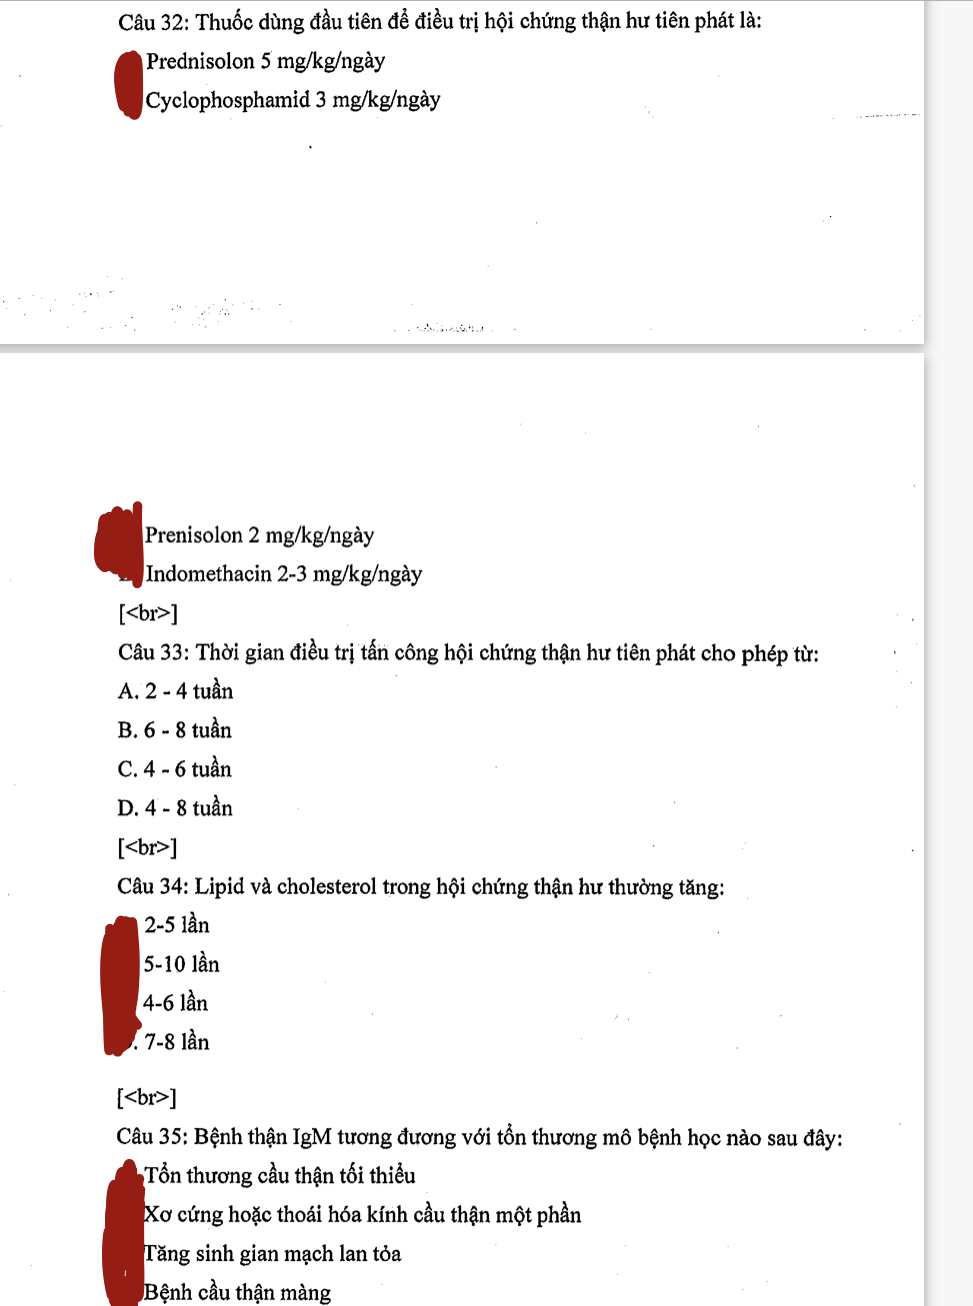 Câu 32: Thuốc dùng đầu tiên để điều trị hội chứng thận hư tiên phát là:
Prednisolon 5 mg/kg/ngày
Cyclophosphamid 3 mg/kg/ngày
Prenisolon 2 mg/kg/ngày
Indomethacin 2-3 mg/kg/ngày
[<br>]
Câu 33: Thời gian điều trị tấn công hội chứng thận hư tiên phát cho phép từ:
A. 2 - 4 tuần
B. 6 - 8 tuần
C. 4 - 6 tuần
D. 4 - 8 tuần
[<br>]
Câu 34: Lipid và cholesterol trong hội chứng thận hư thường tăng:
2-5 lần
5-10 lần
4-6 lần
. 7-8 lần
[<br>]
Câu 35: Bệnh thận IgM tương đương với tổn thương mô bệnh học nào sau đây:
Tổn thương cầu thận tối thiểu
Xơ cứng hoặc thoái hóa kính cầu thận một phần
Tăng sinh gian mạch lan tỏa
Bệnh cầu thận màng